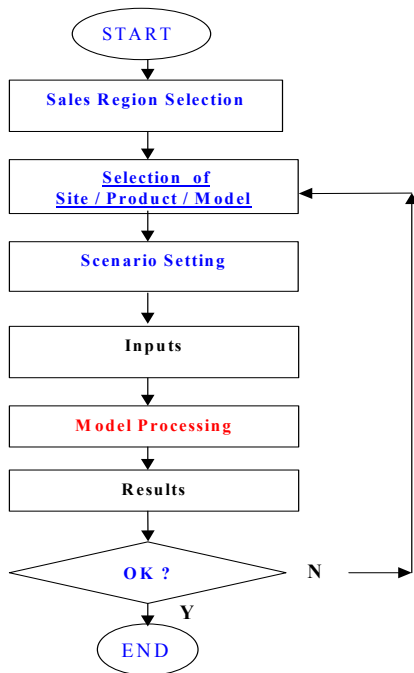 START
Sales Region Selection
Selection of
Site / Product / Model
Scenario Setting
Inputs
Model Processing
Results
OK ?
N
Y
END